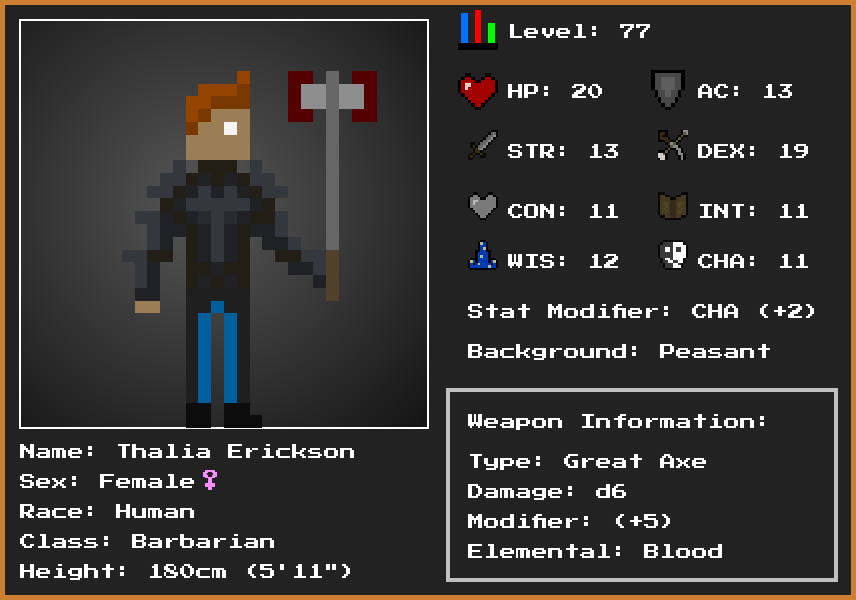 Level: 77
HP: 20
AC: 13
STR: 13
DEX: 19
CON: 11
INT: 11
WIS: 12
CHA: 11
Stat Modifier: CHA (+2)
Background: Peasant
Name: Thalia Erickson
Sex: Female♀
Race: Human
Class: Barbarian
Height: 180cm (5'11")
Weapon Information:
Type: Great Axe
Damage: d6
Modifier: (+5)
Elemental: Blood